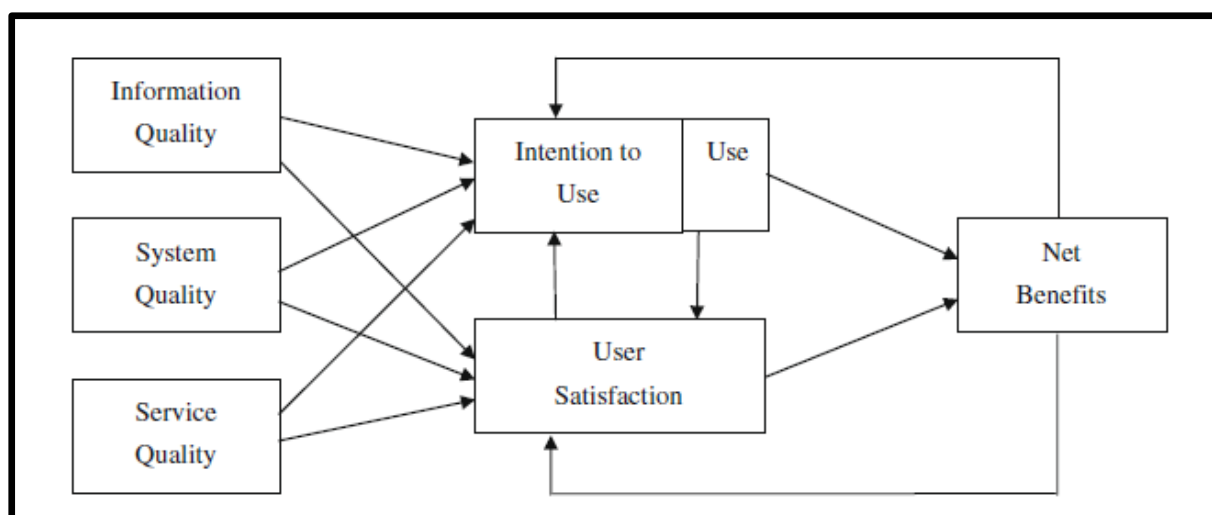 Information
Quality
System
Quality
Service
Quality
Intention to
Use
Use
User
Satisfaction
Net
Benefits